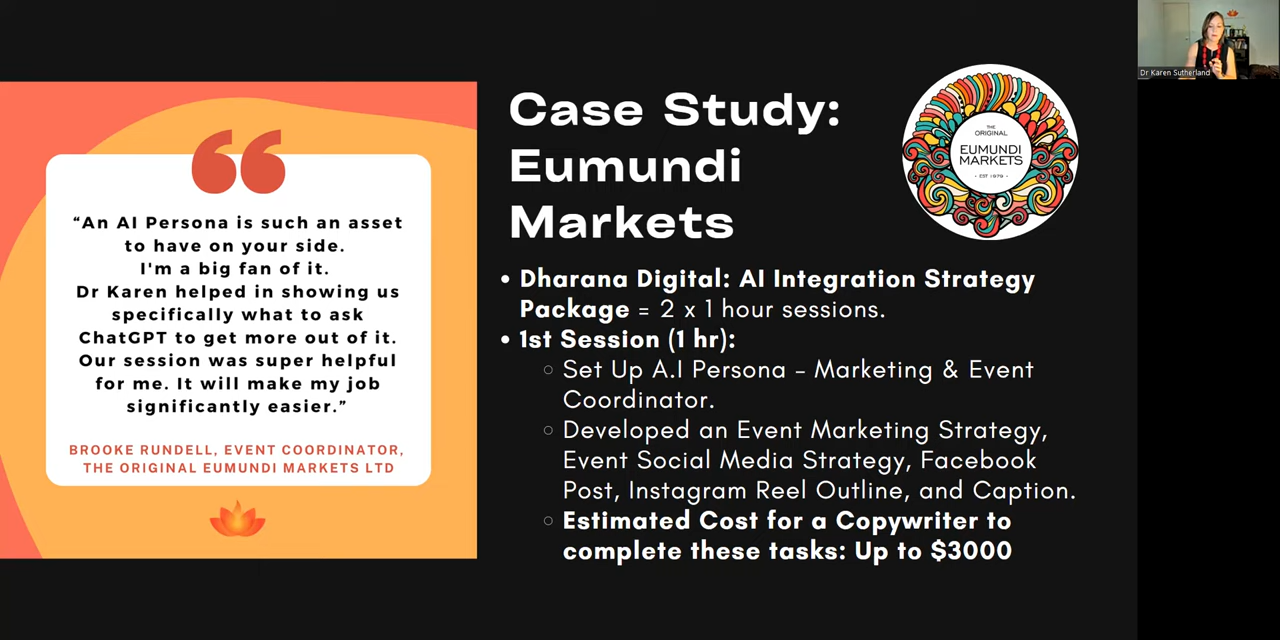 Dr Karen Sutherland
“An AI Persona is such an asset
to have on your side.
I'm a big fan of it.
Dr Karen helped in showing us
specifically what to ask
ChatGPT to get more out of it.
Our session was super helpful
for me. It will make my job
significantly easier.”
BROOKE RUNDELL, EVENT COORDINATOR,
THE ORIGINAL EUMUNDI MARKETS LTD
Case Study:
Eumundi
Markets
THE
ORIGINAL
EUMUNDI
MARKETS
- EST 1979 -
• Dharana Digital: AI Integration Strategy
Package = 2 x 1 hour sessions.
• 1st Session (1 hr):
◦ Set Up A.I Persona – Marketing & Event
Coordinator.
◦ Developed an Event Marketing Strategy,
Event Social Media Strategy, Facebook
Post, Instagram Reel Outline, and Caption.
◦ Estimated Cost for a Copywriter to
complete these tasks: Up to $3000